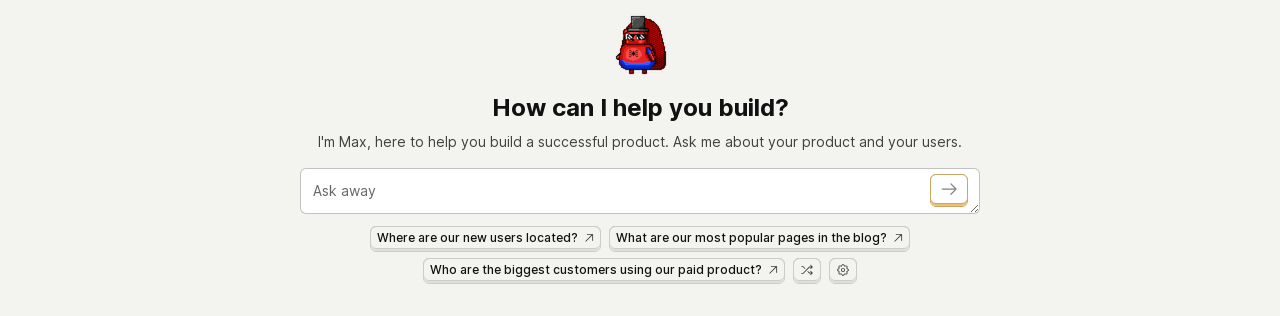 How can I help you build?
I'm Max, here to help you build a successful product. Ask me about your product and your users.
Ask away
Where are our new users located?
What are our most popular pages in the blog?
Who are the biggest customers using our paid product?